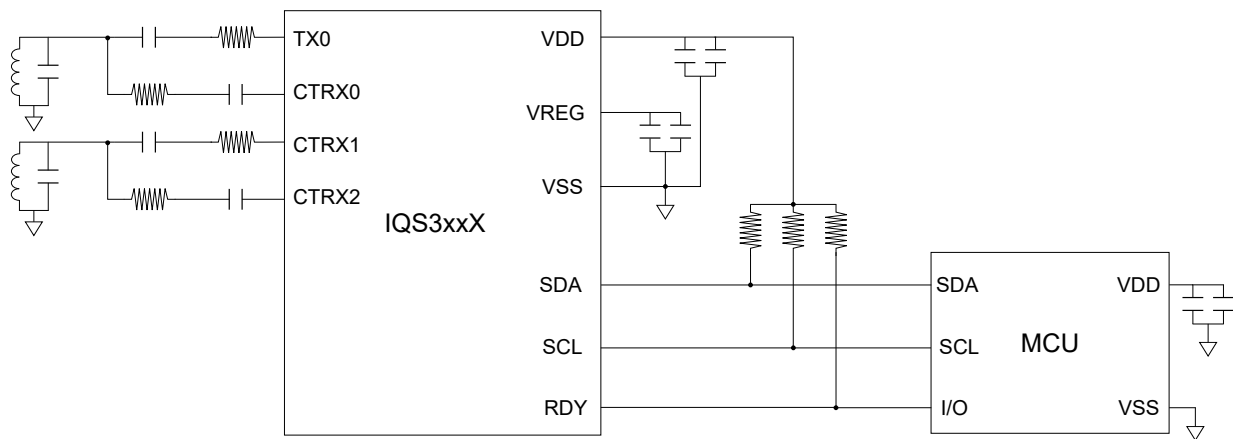 TX0
CTRX0
CTRX1
CTRX2
IQS3xxX
VDD
VREG
VSS
SDA
SCL
RDY
SDA
SCL
I/O
MCU
VDD
VSS